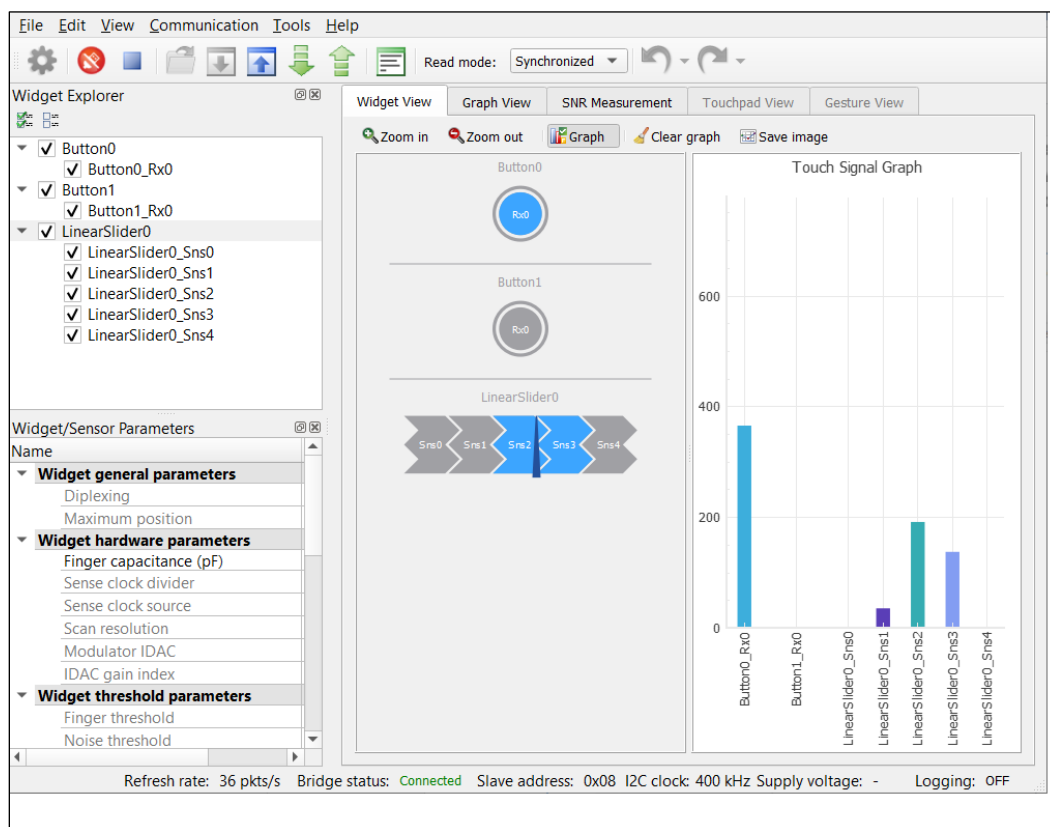 File Edit View Communication Tools Help
Read mode: Synchronized
Widget Explorer
Button0
Button0_Rx0
Button1
Button1_Rx0
LinearSlider0
LinearSlider0_Sns0
LinearSlider0_Sns1
LinearSlider0_Sns2
LinearSlider0_Sns3
LinearSlider0_Sns4
Widget/Sensor Parameters
Name
Widget general parameters
Diplexing
Maximum position
Widget hardware parameters
Finger capacitance (pF)
Sense clock divider
Sense clock source
Scan resolution
Modulator IDAC
IDAC gain index
Widget threshold parameters
Finger threshold
Noise threshold
Widget View Graph View SNR Measurement Touchpad View Gesture View
Zoom in Zoom out Graph Clear graph Save image
Button0
Rx0
Button1
Rx0
LinearSlider0
Sns0 Sns1 Sns2 Sns3 Sns4
Touch Signal Graph
600
400
200
0
Button0_Rx0
Button1_Rx0
LinearSlider0_Sns0
LinearSlider0_Sns1
LinearSlider0_Sns2
LinearSlider0_Sns3
LinearSlider0_Sns4
Refresh rate: 36 pkts/s Bridge status: Connected Slave address: 0x08 I2C clock: 400 kHz Supply voltage: - Logging: OFF